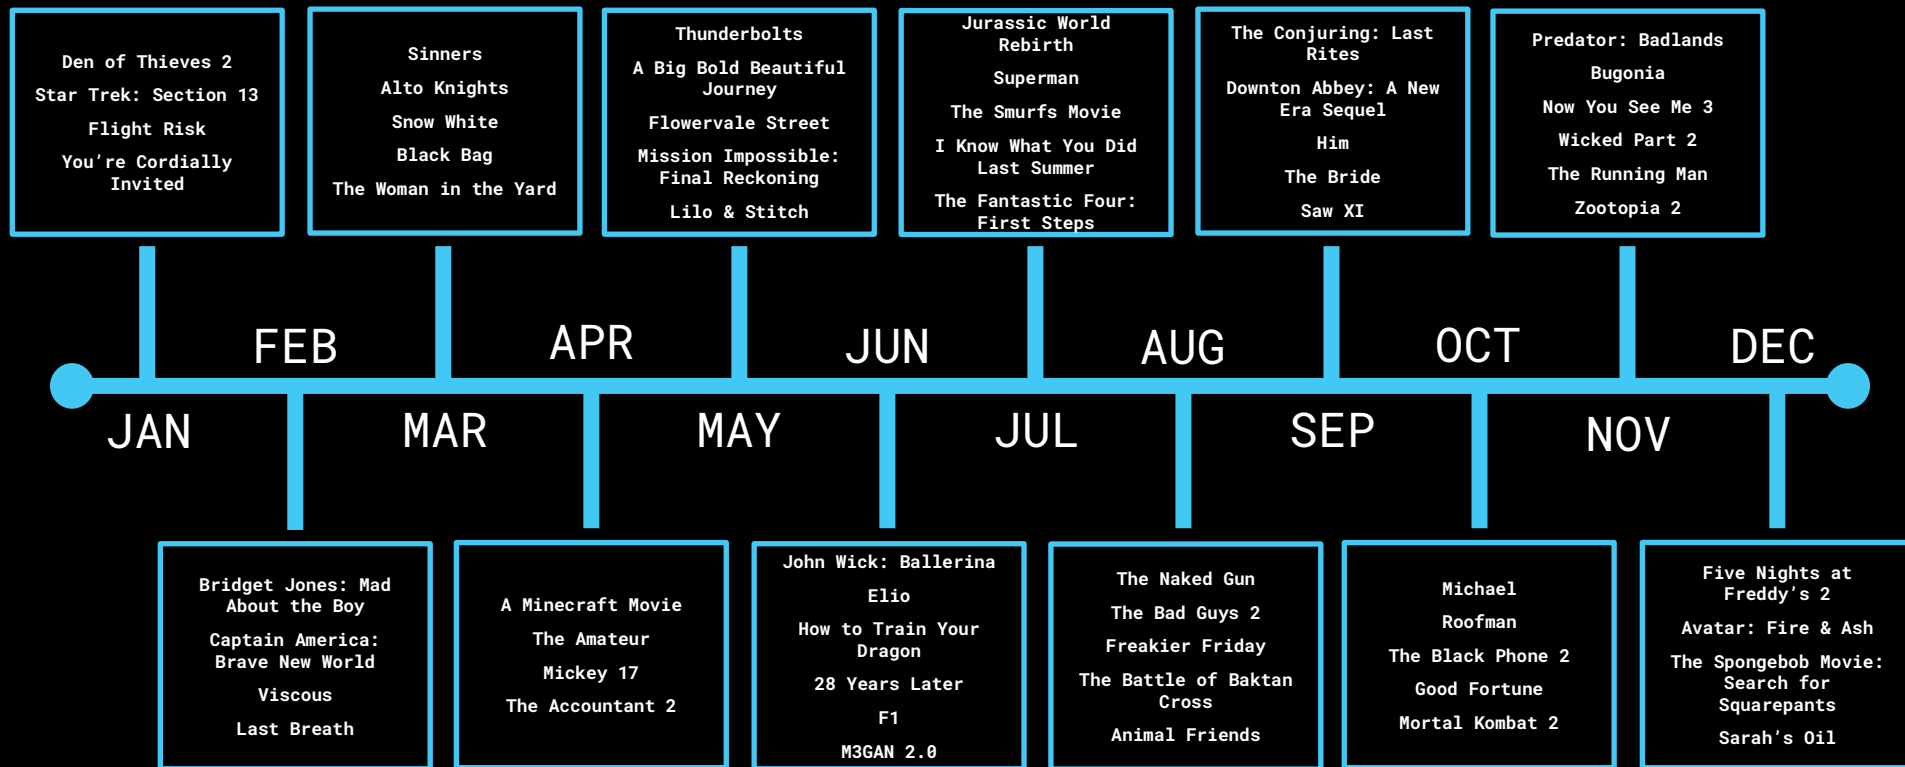 Den of Thieves 2
Star Trek: Section 13
Flight Risk
You’re Cordially
Invited
Sinners
Alto Knights
Snow White
Black Bag
The Woman in the Yard
Thunderbolts
A Big Bold Beautiful
Journey
Flowervale Street
Mission Impossible:
Final Reckoning
Lilo & Stitch
Jurassic World
Rebirth
Superman
The Smurfs Movie
I Know What You Did
Last Summer
The Fantastic Four:
First Steps
The Conjuring: Last
Rites
Downton Abbey: A New
Era Sequel
Him
The Bride
Saw XI
Predator: Badlands
Bugonia
Now You See Me 3
Wicked Part 2
The Running Man
Zootopia 2
JAN
FEB
MAR
APR
MAY
JUN
JUL
AUG
SEP
OCT
NOV
DEC
Bridget Jones: Mad
About the Boy
Captain America:
Brave New World
Viscous
Last Breath
A Minecraft Movie
The Amateur
Mickey 17
The Accountant 2
John Wick: Ballerina
Elio
How to Train Your
Dragon
28 Years Later
F1
M3GAN 2.0
The Naked Gun
The Bad Guys 2
Freakier Friday
The Battle of Baktan
Cross
Animal Friends
Michael
Roofman
The Black Phone 2
Good Fortune
Mortal Kombat 2
Five Nights at
Freddy’s 2
Avatar: Fire & Ash
The Spongebob Movie:
Search for
Squarepants
Sarah’s Oil